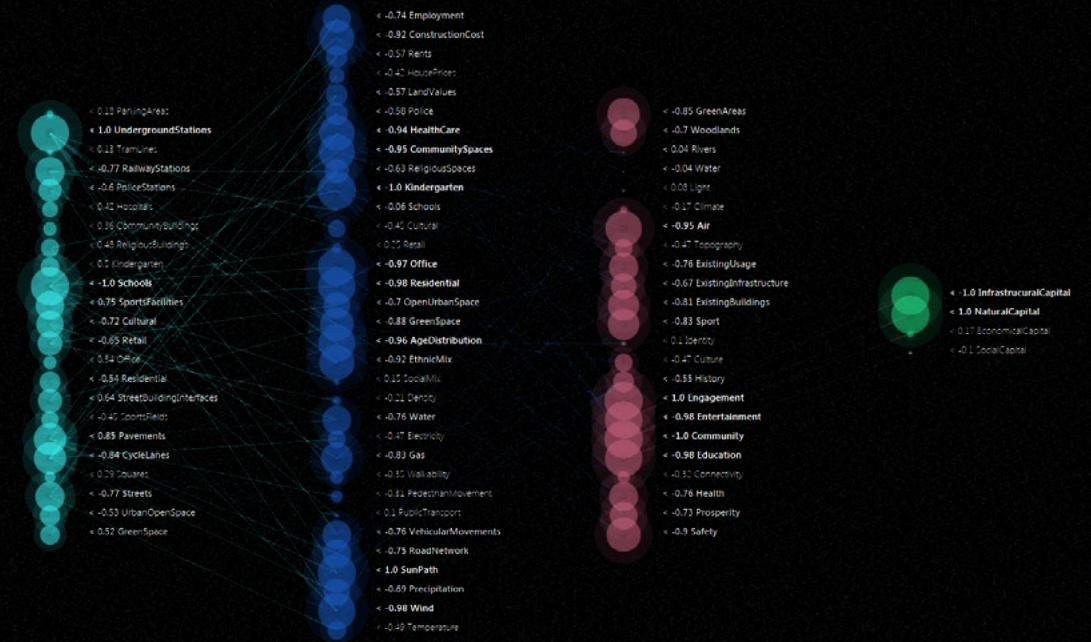 < 0.18 ParkingAreas
< 1.0 UndergroundStations
< 0.13 TramLines
< -0.77 RailwayStations
< -0.6 PoliceStations
< 0.42 Hospitals
< 0.36 CommunityBuildings
< 0.48 ReligiousBuildings
< 0.5 Kindergarten
< -1.0 Schools
< 0.75 SportsFacilities
< -0.72 Cultural
< -0.65 Retail
< 0.34 Office
< -0.54 Residential
< 0.64 StreetBuildingInterfaces
< -0.45 SportsFields
< 0.85 Pavements
< -0.84 CycleLanes
< 0.29 Squares
< -0.77 Streets
< -0.53 UrbanOpenSpace
< 0.52 GreenSpace
< -0.74 Employment
< -0.92 ConstructionCost
< -0.57 Rents
< -0.42 HousePrices
< -0.57 LandValues
< -0.58 Police
< -0.94 HealthCare
< -0.95 CommunitySpaces
< -0.63 ReligiousSpaces
< -1.0 Kindergarten
< -0.06 Schools
< -0.45 Cultural
< 0.25 Retail
< -0.97 Office
< -0.98 Residential
< -0.7 OpenUrbanSpace
< -0.88 GreenSpace
< -0.96 AgeDistribution
< -0.92 EthnicMix
< 0.15 SocialMix
< -0.21 Density
< -0.76 Water
< -0.47 Electricity
< -0.83 Gas
< -0.35 Walkability
< -0.31 PedestrianMovement
< 0.1 PublicTransport
< -0.76 VehicularMovements
< -0.75 RoadNetwork
< 1.0 SunPath
< -0.69 Precipitation
< -0.98 Wind
< -0.49 Temperature
< -0.85 GreenAreas
< -0.7 Woodlands
< 0.04 Rivers
< -0.04 Water
< 0.08 Light
< -0.17 Climate
< -0.95 Air
< -0.47 Topography
< -0.76 ExistingUsage
< -0.67 ExistingInfrastructure
< -0.81 ExistingBuildings
< -0.83 Sport
< 0.1 Identity
< -0.47 Culture
< -0.55 History
< 1.0 Engagement
< -0.98 Entertainment
< -1.0 Community
< -0.98 Education
< -0.32 Connectivity
< -0.76 Health
< -0.73 Prosperity
< -0.9 Safety
< -1.0 InfrastrucuralCapital
< 1.0 NaturalCapital
< 0.17 EconomicalCapital
< -0.1 SocialCapital